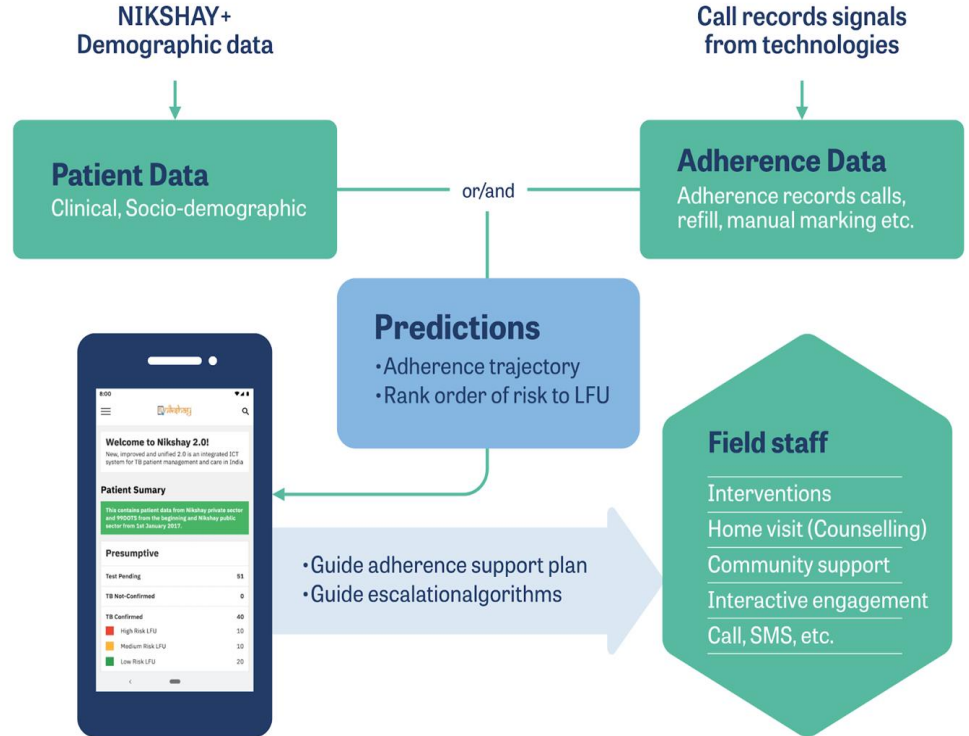 NIKSHAY+
Demographic data
Call records signals
from technologies
Patient Data
Clinical, Socio-demographic
or/and
Adherence Data
Adherence records calls,
refill, manual marking etc.
Predictions
•Adherence trajectory
•Rank order of risk to LFU
6:00
nikshay
Welcome to Nikshay 2.0!
New, improved and unified 2.0 is an integrated ICT
system for TB patient management and care in India
Patient Sumary
This contains patient data from Nikshay private sector
and 99DOTS from the beginning and Nikshay public
sector from 1st January 2017.
Presumptive
Test Pending 51
TB Not-Confirmed 0
TB Confirmed 40
High Risk LFU 10
Medium Risk LFU 10
Low Risk LFU 20
•Guide adherence support plan
•Guide escalationalgorithms
Field staff
Interventions
Home visit (Counselling)
Community support
Interactive engagement
Call, SMS, etc.